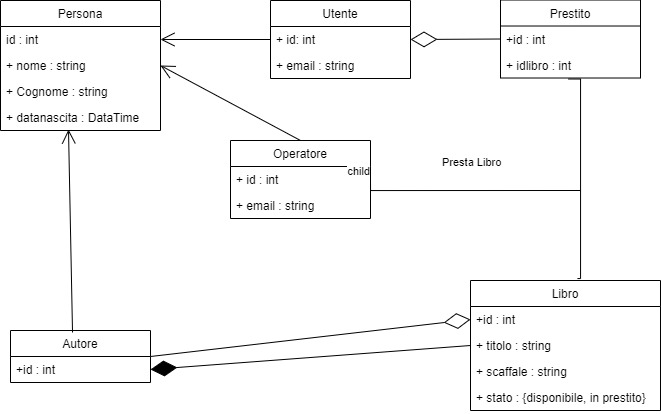 Persona
id : int
+ nome : string
+ Cognome : string
+ datanascita : DataTime
Utente
+ id: int
+ email : string
Prestito
+id : int
+ idlibro : int
Operatore
child
+ id : int
+ email : string
Presta Libro
Autore
+id : int
Libro
+id : int
+ titolo : string
+ scaffale : string
+ stato : {disponibile, in prestito}